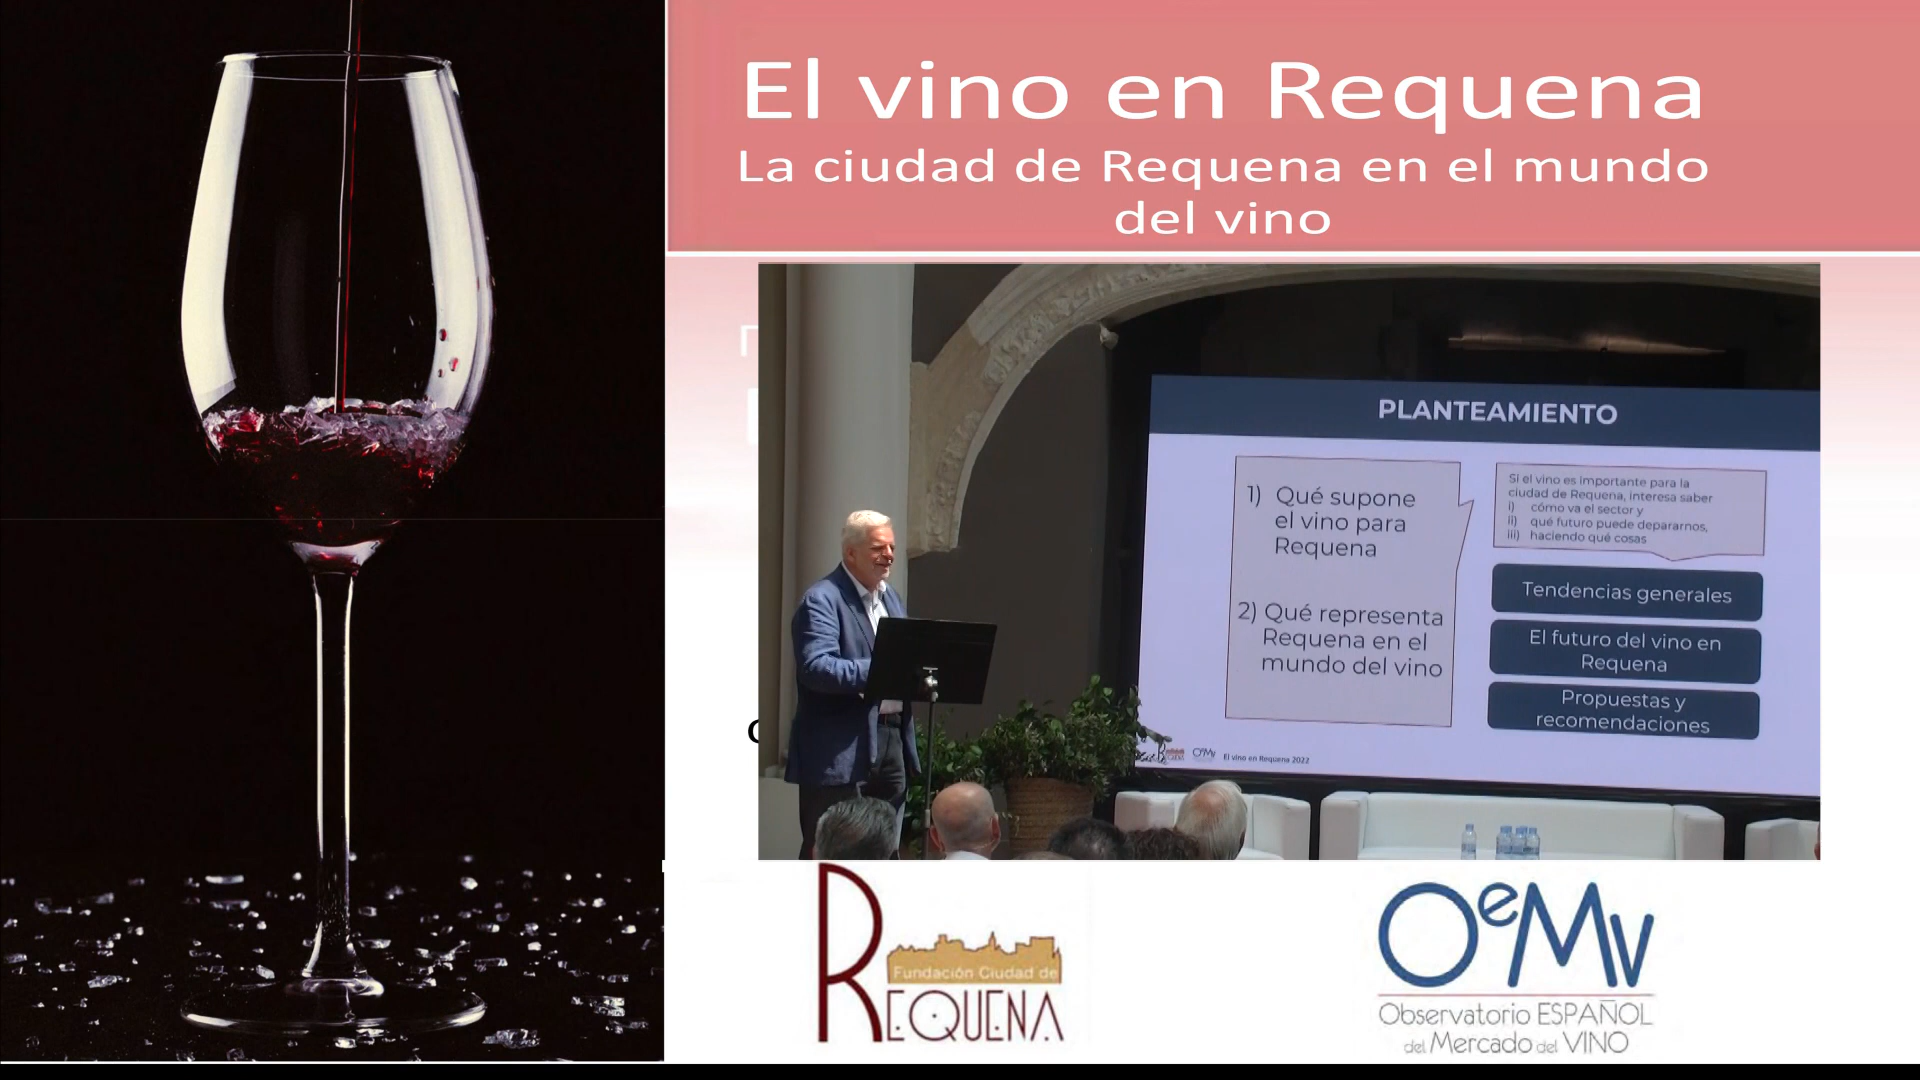 El vino en Requena
La ciudad de Requena en el mundo
del vino
PLANTEAMIENTO
1) Qué supone
el vino para
Requena
2) Qué representa
Requena en el
mundo del vino
Si el vino es importante para la
ciudad de Requena, interesa saber
i) cómo va el sector y
ii) qué futuro puede depararnos,
iii) haciendo qué cosas
Tendencias generales
El futuro del vino en
Requena
Propuestas y
recomendaciones
OeMv
El vino en Requena 2022
Fundación Ciudad de
REQUENA
OeMv
Observatorio ESPAÑOL
del Mercado del VINO